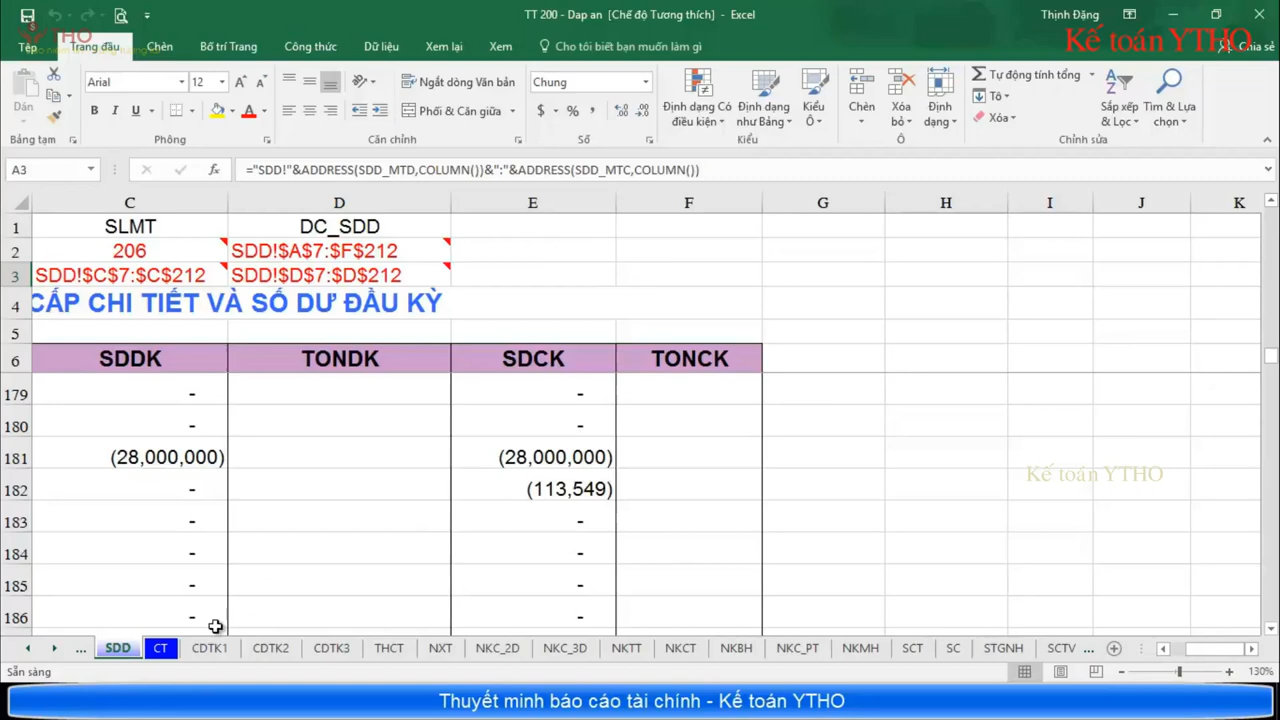 TT 200 - Dap an [Chế độ Tương thích] - Excel
Thịnh Đặng
YTHO
Kế toán YTHO
Tệp Trang đầu Chèn Bố trí Trang Công thức Dữ liệu Xem lại Xem Cho tôi biết bạn muốn làm gì Chia sẻ
Dán
Arial 12
Ngắt dòng Văn bản
Chung
Định dạng Có điều kiện
Định dạng như Bảng
Kiểu Ô
Chèn
Xóa bỏ
Định dạng
Tự động tính tổng
Tô
Xóa
Sắp xếp & Lọc
Tìm & Lựa chọn
B I U
Phối & Căn giữa
$ % ,
Bảng tạm Phông Căn chỉnh Số Kiểu Ô Chỉnh sửa
A3 fx ="SDD!"&ADDRESS(SDD_MTD,COLUMN())&":"&ADDRESS(SDD_MTC,COLUMN())
C D E F G H I J K
1 SLMT DC_SDD
2 206 SDD!$A$7:$F$212
3 SDD!$C$7:$C$212 SDD!$D$7:$D$212
4 CẤP CHI TIẾT VÀ SỐ DƯ ĐẦU KỲ
5
6 SDDK TONDK SDCK TONCK
179 - -
180 - -
181 (28,000,000) (28,000,000)
182 - (113,549)
183 - -
184 - -
185 - -
186 - -
Kế toán YTHO
... SDD CT CDTK1 CDTK2 CDTK3 THCT NXT NKC_2D NKC_3D NKTT NKCT NKBH NKC_PT NKMH SCT SC STGNH SCTV ...
Sẵn sàng 130%
Thuyết minh báo cáo tài chính - Kế toán YTHO